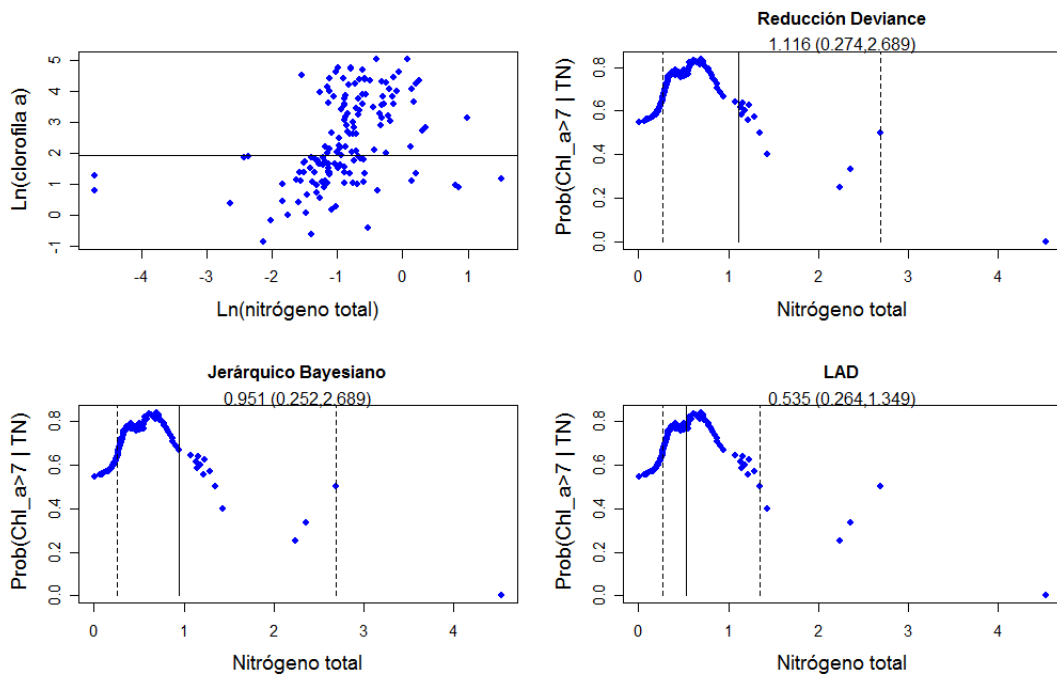 Ln(clorofila a)
-1 0 1 2 3 4 5
-4 -3 -2 -1 0 1
Ln(nitrógeno total)
Reducción Deviance
1.116 (0.274,2.689)
Prob(Chl_a>7 | TN)
0.0 0.2 0.4 0.6 0.8
0 1 2 3 4
Nitrógeno total
Jerárquico Bayesiano
0.951 (0.252,2.689)
Prob(Chl_a>7 | TN)
0.0 0.2 0.4 0.6 0.8
0 1 2 3 4
Nitrógeno total
LAD
0.535 (0.264,1.349)
Prob(Chl_a>7 | TN)
0.0 0.2 0.4 0.6 0.8
0 1 2 3 4
Nitrógeno total